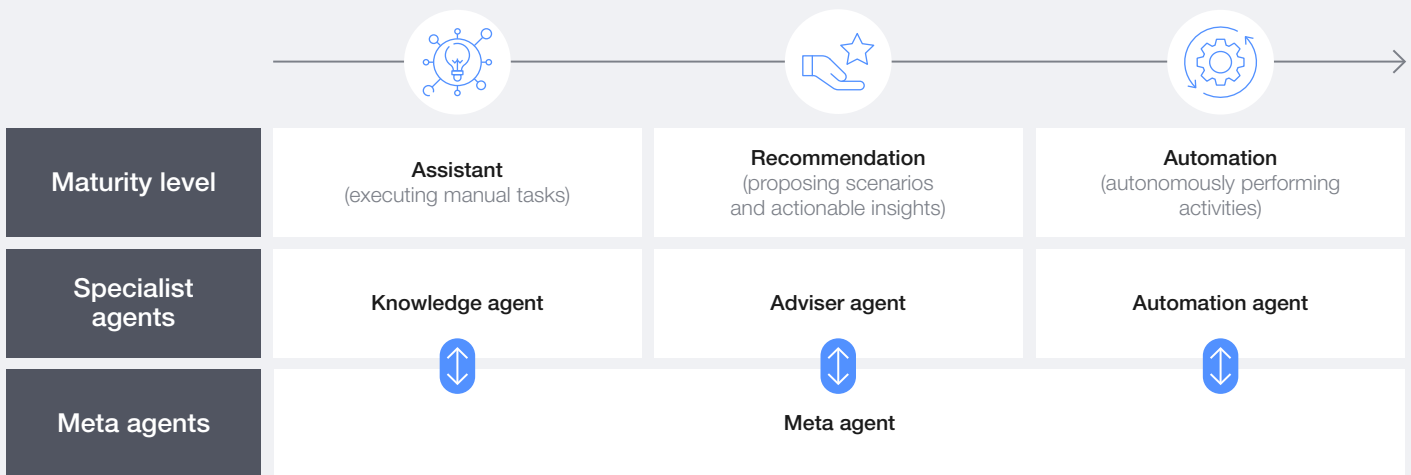 Maturity level
Assistant
(executing manual tasks)
Recommendation
(proposing scenarios
and actionable insights)
Automation
(autonomously performing
activities)
Specialist
agents
Knowledge agent
Adviser agent
Automation agent
Meta agents
Meta agent